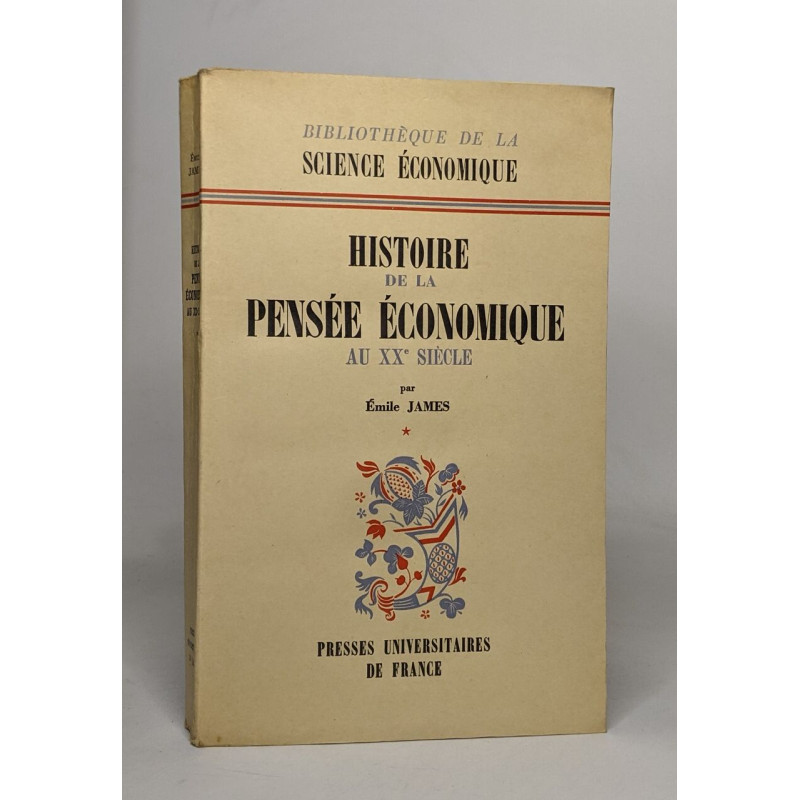 BIBLIOTHÈQUE DE LA
SCIENCE ÉCONOMIQUE
HISTOIRE
DE LA
PENSÉE ÉCONOMIQUE
AU XXe SIÈCLE
par
Émile JAMES
*
PRESSES UNIVERSITAIRES
DE FRANCE